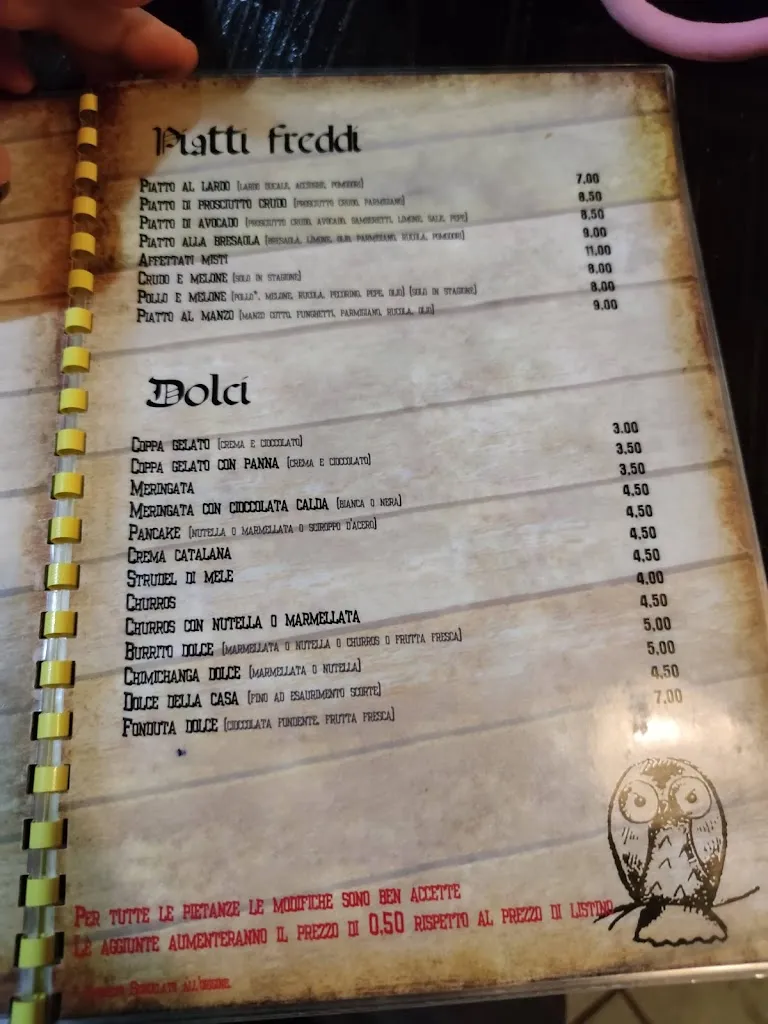 Piatti freddi
PIATTO AL LARDO (LARDO DUCALE, ACCIUGHE, POMODORI) 7,00
PIATTO DI PROSCIUTTO CRUDO (PROSCIUTTO CRUDO, PARMIGIANO) 8,50
PIATTO DI AVOCADO (PROSCIUTTO CRUDO, AVOCADO, GAMBERETTI, LIMONE, SALE, PEPE) 8,50
PIATTO ALLA BRESAOLA (BRESAOLA, LIMONE, OLIO, PARMIGIANO, RUCOLA, POMODORI) 9.00
AFFETTATI MISTI 11,00
CRUDO E MELONE (SOLO IN STAGIONE) 8,00
POLLO E MELONE (POLLO*, MELONE, RUCOLA, PECORINO, PEPE, OLIO) (SOLO IN STAGIONE) 8,00
PIATTO AL MANZO (MANZO COTTO, FUNGHETTI, PARMIGIANO, RUCOLA, OLIO) 9,00
Dolci
COPPA GELATO (CREMA E CIOCCOLATO) 3.00
COPPA GELATO CON PANNA (CREMA E CIOCCOLATO) 3,50
MERINGATA 3,50
MERINGATA CON CIOCCOLATA CALDA (BIANCA O NERA) 4,50
PANCAKE (NUTELLA O MARMELLATA O SCIROPPO D'ACERO) 4,50
CREMA CATALANA 4,50
STRUDEL DI MELE 4,50
CHURROS 4,00
CHURROS CON NUTELLA O MARMELLATA 4,50
BURRITO DOLCE (MARMELLATA O NUTELLA O CHURROS O FRUTTA FRESCA) 5,00
CHIMICHANGA DOLCE (MARMELLATA O NUTELLA) 5,00
DOLCE DELLA CASA (FINO AD ESAURIMENTO SCORTE) 4,50
FONDUTA DOLCE (CIOCCOLATA FONDENTE, FRUTTA FRESCA) 7,00
PER TUTTE LE PIETANZE LE MODIFICHE SONO BEN ACCETTE
LE AGGIUNTE AUMENTERANNO IL PREZZO DI 0,50 RISPETTO AL PREZZO DI LISTINO
SURGELATO ALL'ORIGINE.